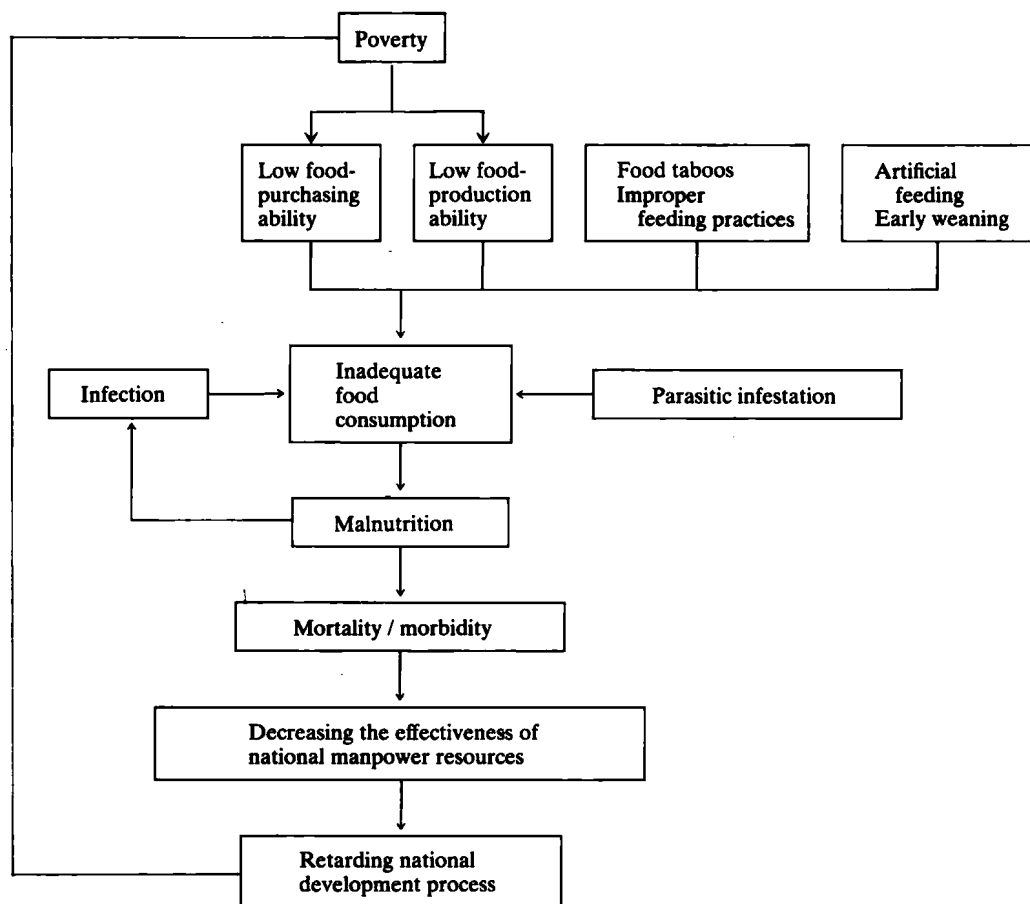 Poverty
Low food-
purchasing
ability
Low food-
production
ability
Food taboos
Improper
feeding practices
Artificial
feeding
Early weaning
Infection
Inadequate
food
consumption
Parasitic infestation
Malnutrition
Mortality / morbidity
Decreasing the effectiveness of
national manpower resources
Retarding national
development process